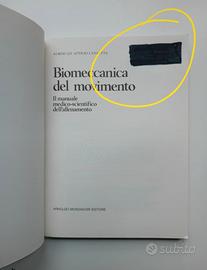 Biomeccanica
del movimento
Il manuale
medico-scientifico
dell'allenamento
ARNOLDO MONDADORI EDITORE
subito